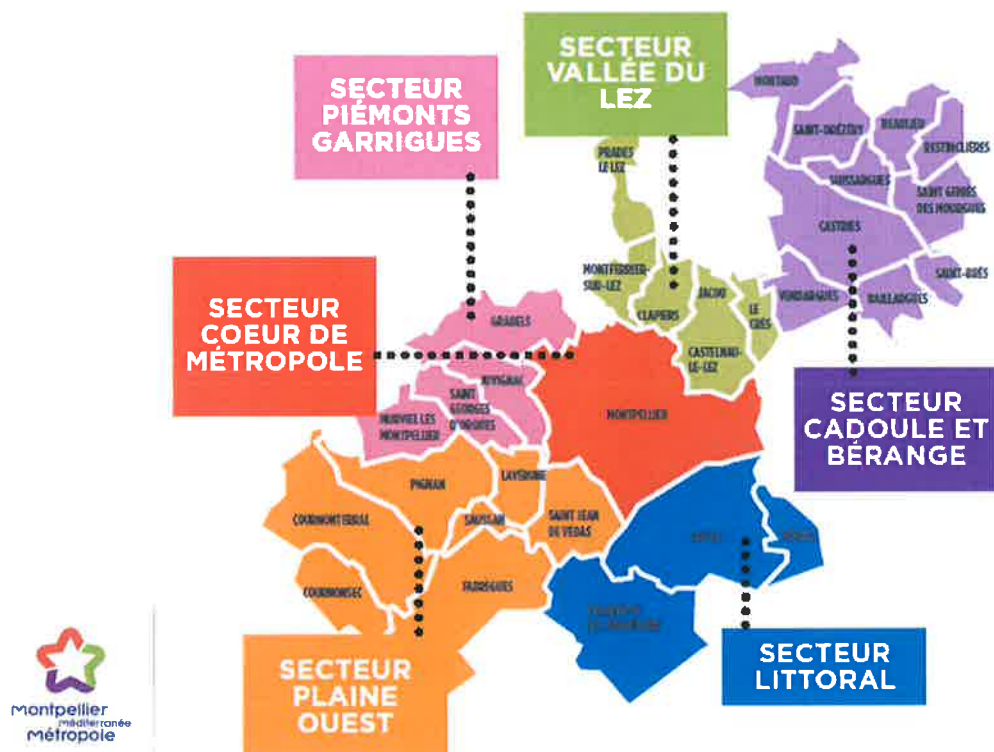 SECTEUR
VALLÉE DU
LEZ
SECTEUR
PIÉMONTS
GARRIGUES
MONTAUD
SAINT-DRÉZÉRY
BEAULIEU
RESTINCLIÈRES
SUSSARGUES
SAINT GENIÈS
DES MOURGUES
CASTRIES
PRADES
LE LEZ
SAINT-BRÈS
MONTFERRIER-
SUR-LEZ
JACOU
VENDARGUES
BAILLARGUES
CLAPIERS
LE
CRÈS
SECTEUR
COEUR DE
MÉTROPOLE
GRABELS
CASTELNAU-
LE-LEZ
JUVIGNAC
SAINT
GEORGES
D'ORQUES
MURVIEL LES
MONTPELLIER
MONTPELLIER
SECTEUR
CADOULE ET
BÉRANGE
PIGNAN
LAVÉRUNE
COURNONTERRAL
SAUSSAN
SAINT JEAN
DE VEDAS
COURNONSEC
FABRÈGUES
SECTEUR
PLAINE
OUEST
SECTEUR
LITTORAL
montpellier
méditerranée
métropole